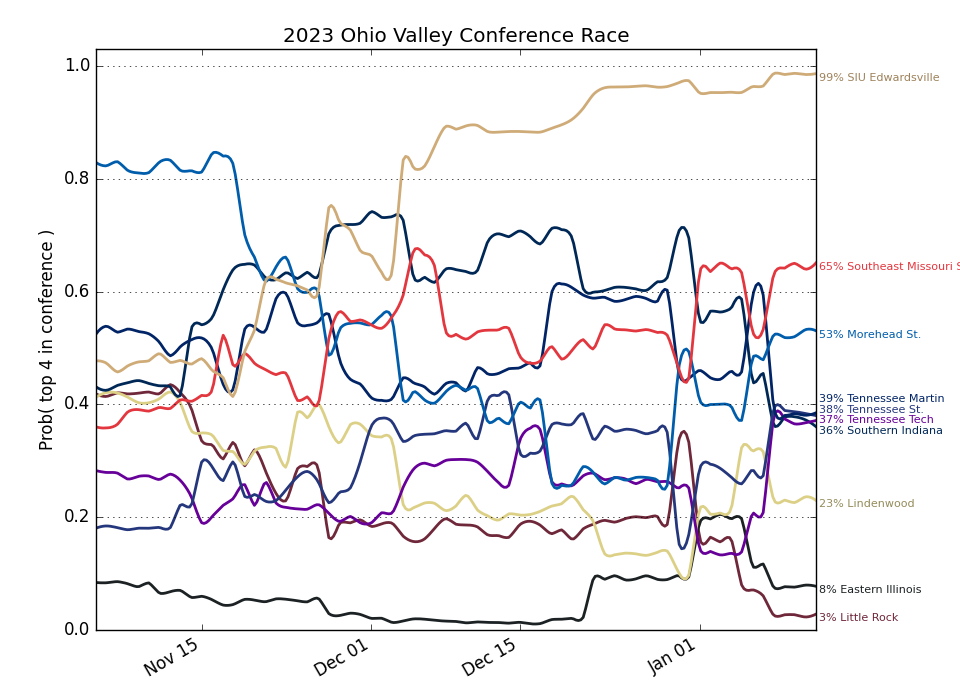 2023 Ohio Valley Conference Race
Prob( top 4 in conference )
1.0
0.8
0.6
0.4
0.2
0.0
Nov 15
Dec 01
Dec 15
Jan 01
99% SIU Edwardsville
65% Southeast Missouri S
53% Morehead St.
39% Tennessee Martin
38% Tennessee St.
37% Tennessee Tech
36% Southern Indiana
23% Lindenwood
8% Eastern Illinois
3% Little Rock